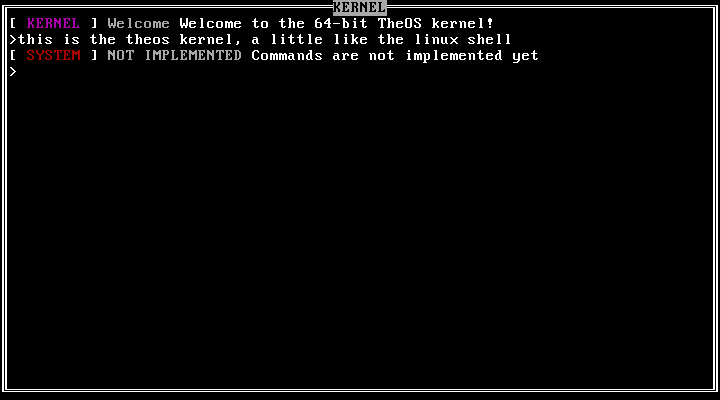 KERNEL
[ KERNEL ] Welcome Welcome to the 64-bit TheOS kernel!
>this is the theos kernel, a little like the linux shell
[ SYSTEM ] NOT IMPLEMENTED Commands are not implemented yet
>